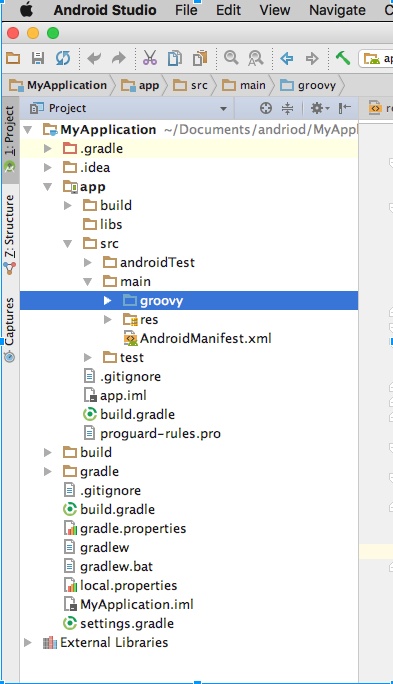 Android Studio File Edit View Navigate
MyApplication app src main groovy
Project
MyApplication ~/Documents/andriod/MyAppl
.gradle
.idea
app
build
libs
src
androidTest
main
groovy
res
AndroidManifest.xml
test
.gitignore
app.iml
build.gradle
proguard-rules.pro
build
gradle
.gitignore
build.gradle
gradle.properties
gradlew
gradlew.bat
local.properties
MyApplication.iml
settings.gradle
External Libraries
1: Project
7: Structure
Captures